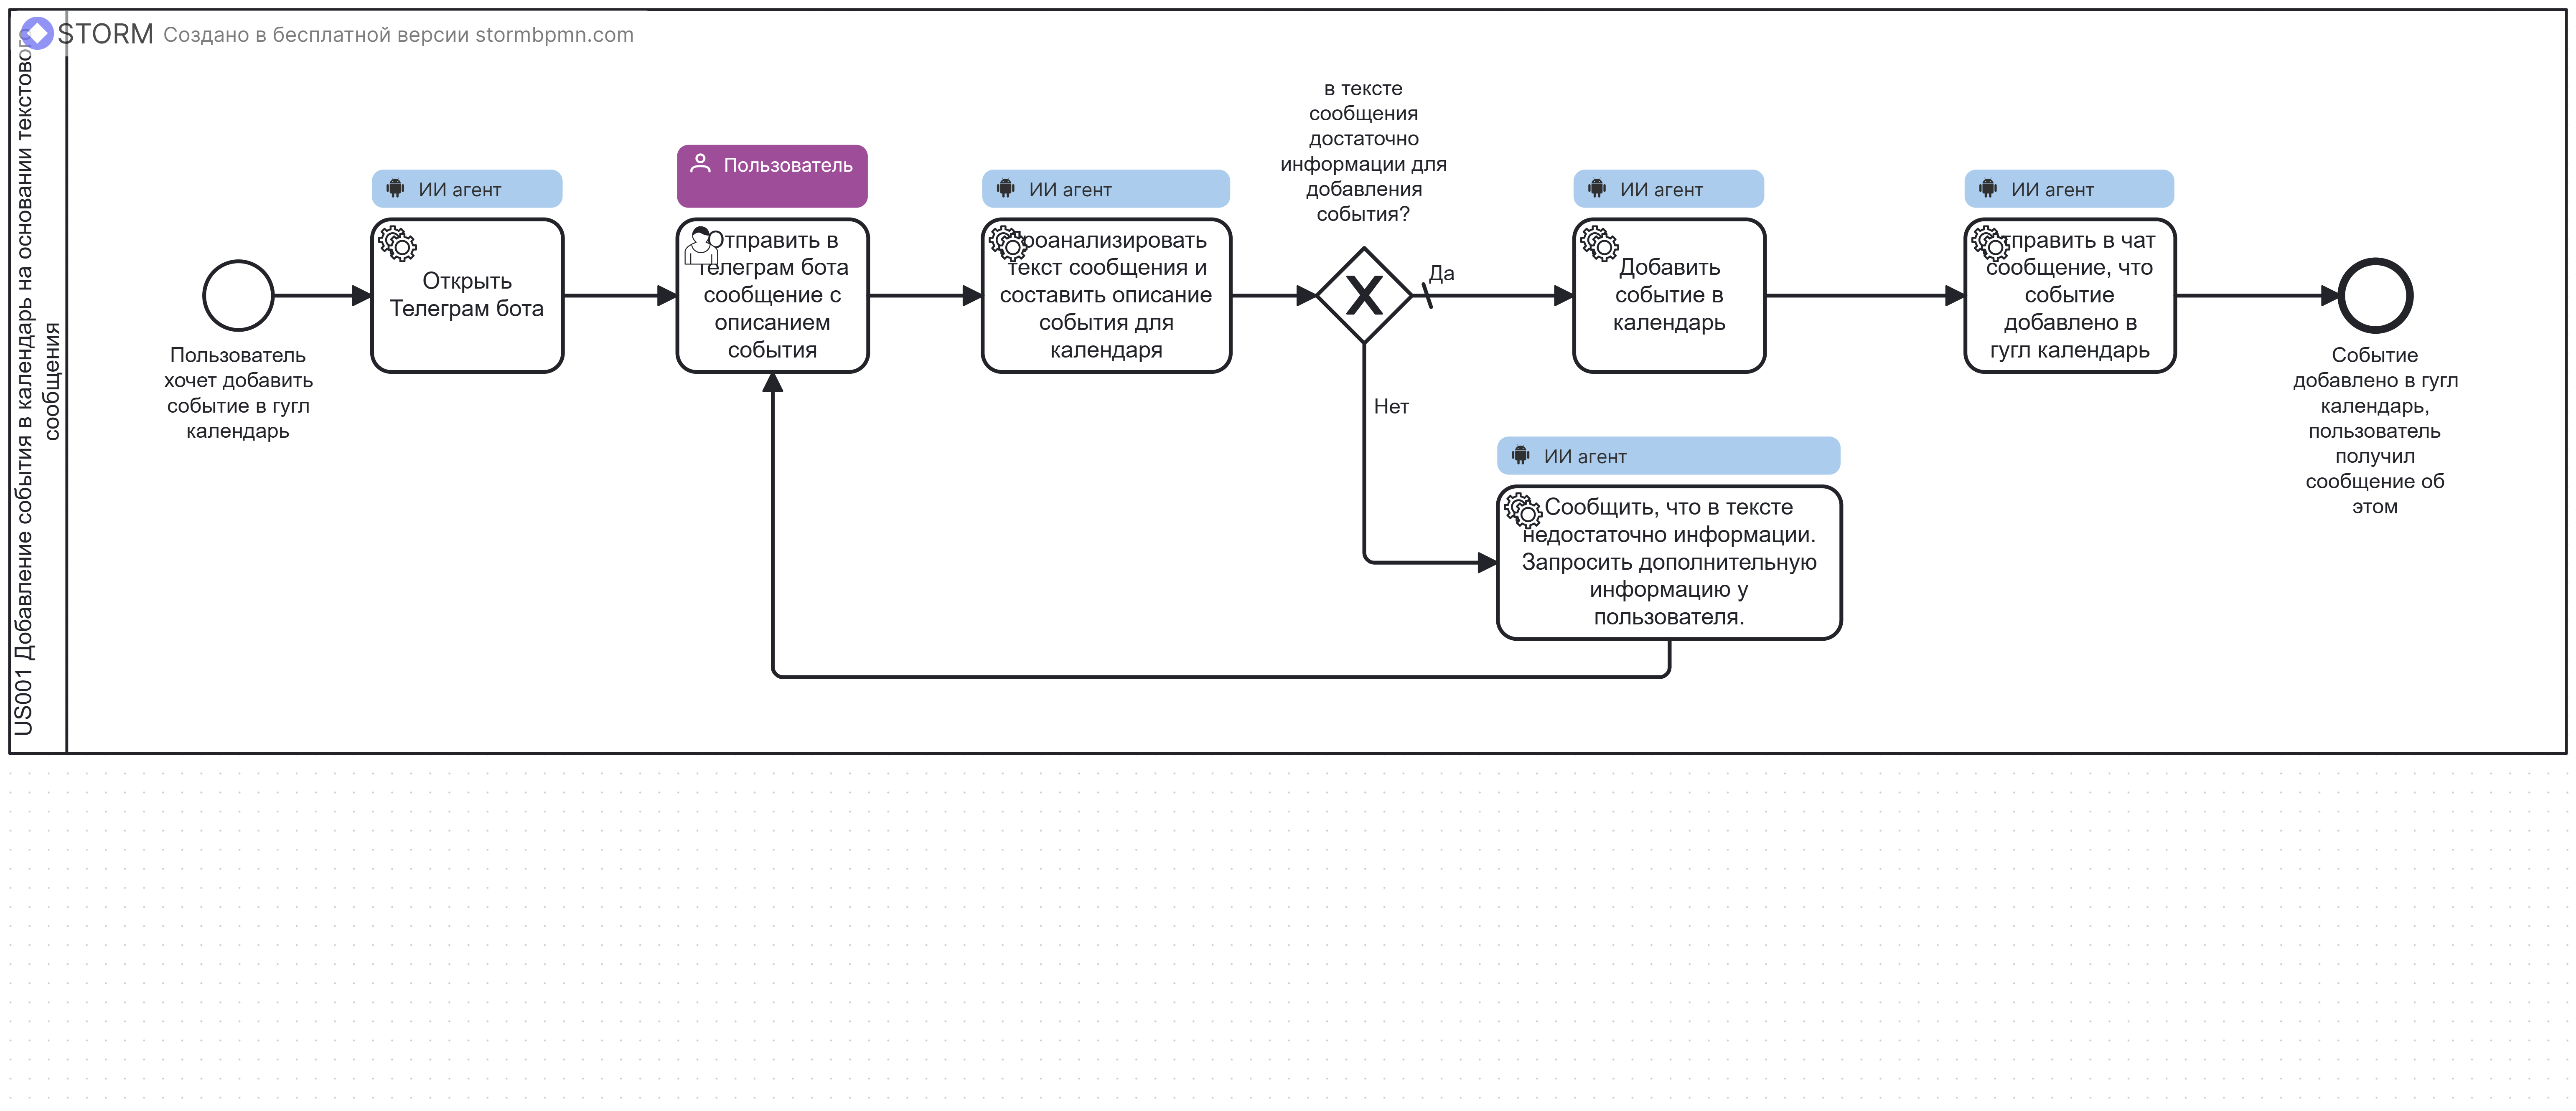 STORM Создано в бесплатной версии stormbpmn.com
US001 Добавление события в календарь на основании текстового
сообщения
Пользователь
хочет добавить
событие в гугл
календарь
ИИ агент
Открыть
Телеграм бота
Пользователь
Отправить в
телеграм бота
сообщение с
описанием
события
ИИ агент
Проанализировать
текст сообщения и
составить описание
события для
календаря
в тексте
сообщения
достаточно
информации для
добавления
события?
Да
Нет
ИИ агент
Добавить
событие в
календарь
ИИ агент
Отправить в чат
сообщение, что
событие
добавлено в
гугл календарь
Событие
добавлено в гугл
календарь,
пользователь
получил
сообщение об
этом
ИИ агент
Сообщить, что в тексте
недостаточно информации.
Запросить дополнительную
информацию у
пользователя.